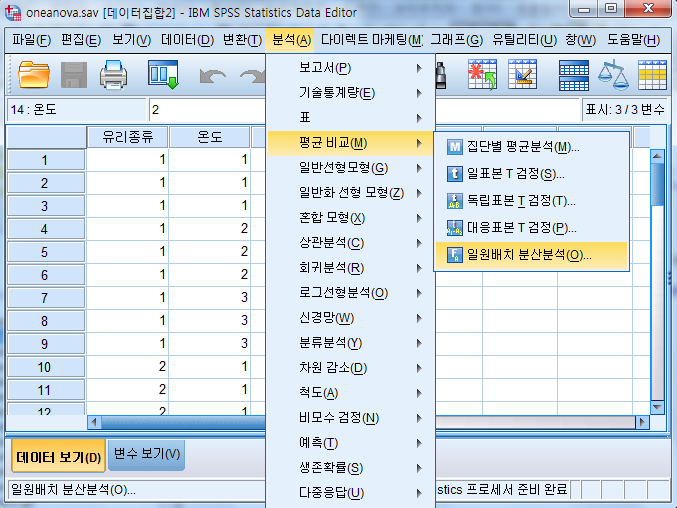 oneanova.sav [데이터집합2] - IBM SPSS Statistics Data Editor
파일(F) 편집(E) 보기(V) 데이터(D) 변환(T) 분석(A) 다이렉트 마케팅(M) 그래프(G) 유틸리티(U) 창(W) 도움말(H)
14 : 온도 2 표시: 3 / 3 변수
유리종류 온도
1 1 1
2 1 1
3 1 1
4 1 2
5 1 2
6 1 2
7 1 3
8 1 3
9 1 3
10 2 1
11 2 1
12 2 1
보고서(P)
기술통계량(E)
표
평균 비교(M)
일반선형모형(G)
일반화 선형 모형(Z)
혼합 모형(X)
상관분석(C)
회귀분석(R)
로그선형분석(O)
신경망(W)
분류분석(Y)
차원 감소(D)
척도(A)
비모수 검정(N)
예측(T)
생존확률(S)
다중응답(U)
M 집단별 평균분석(M)...
t 일표본 T 검정(S)...
독립표본 T 검정(T)...
대응표본 T 검정(P)...
일원배치 분산분석(O)...
데이터 보기(D) 변수 보기(V)
일원배치 분산분석(O)... stics 프로세서 준비 완료